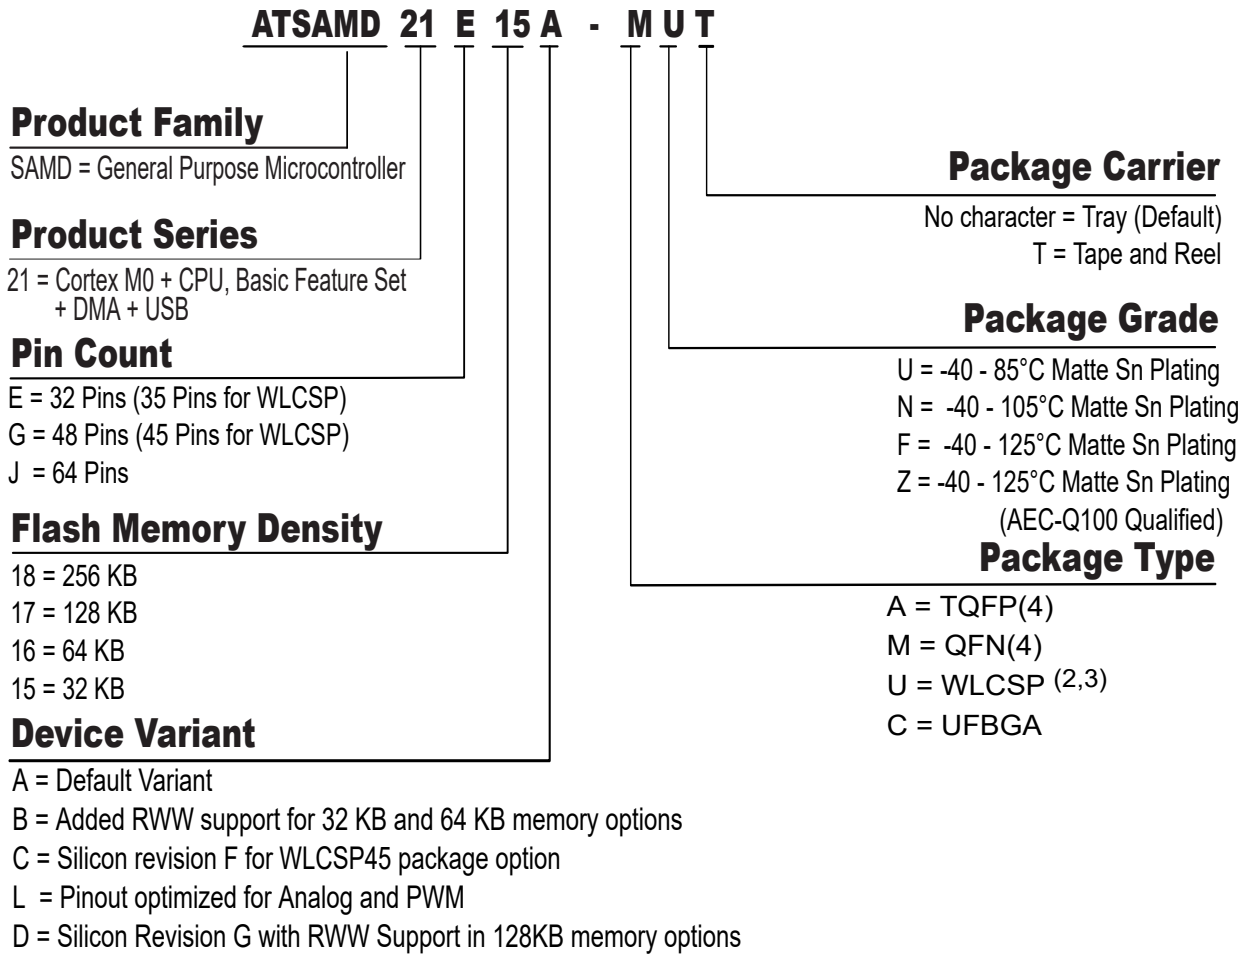 ATSAMD 21 E 15 A - M U T
Product Family
SAMD = General Purpose Microcontroller
Product Series
21 = Cortex M0 + CPU, Basic Feature Set
+ DMA + USB
Pin Count
E = 32 Pins (35 Pins for WLCSP)
G = 48 Pins (45 Pins for WLCSP)
J = 64 Pins
Flash Memory Density
18 = 256 KB
17 = 128 KB
16 = 64 KB
15 = 32 KB
Device Variant
A = Default Variant
B = Added RWW support for 32 KB and 64 KB memory options
C = Silicon revision F for WLCSP45 package option
L = Pinout optimized for Analog and PWM
D = Silicon Revision G with RWW Support in 128KB memory options
Package Carrier
No character = Tray (Default)
T = Tape and Reel
Package Grade
U = -40 - 85°C Matte Sn Plating
N = -40 - 105°C Matte Sn Plating
F = -40 - 125°C Matte Sn Plating
Z = -40 - 125°C Matte Sn Plating
(AEC-Q100 Qualified)
Package Type
A = TQFP(4)
M = QFN(4)
U = WLCSP (2,3)
C = UFBGA